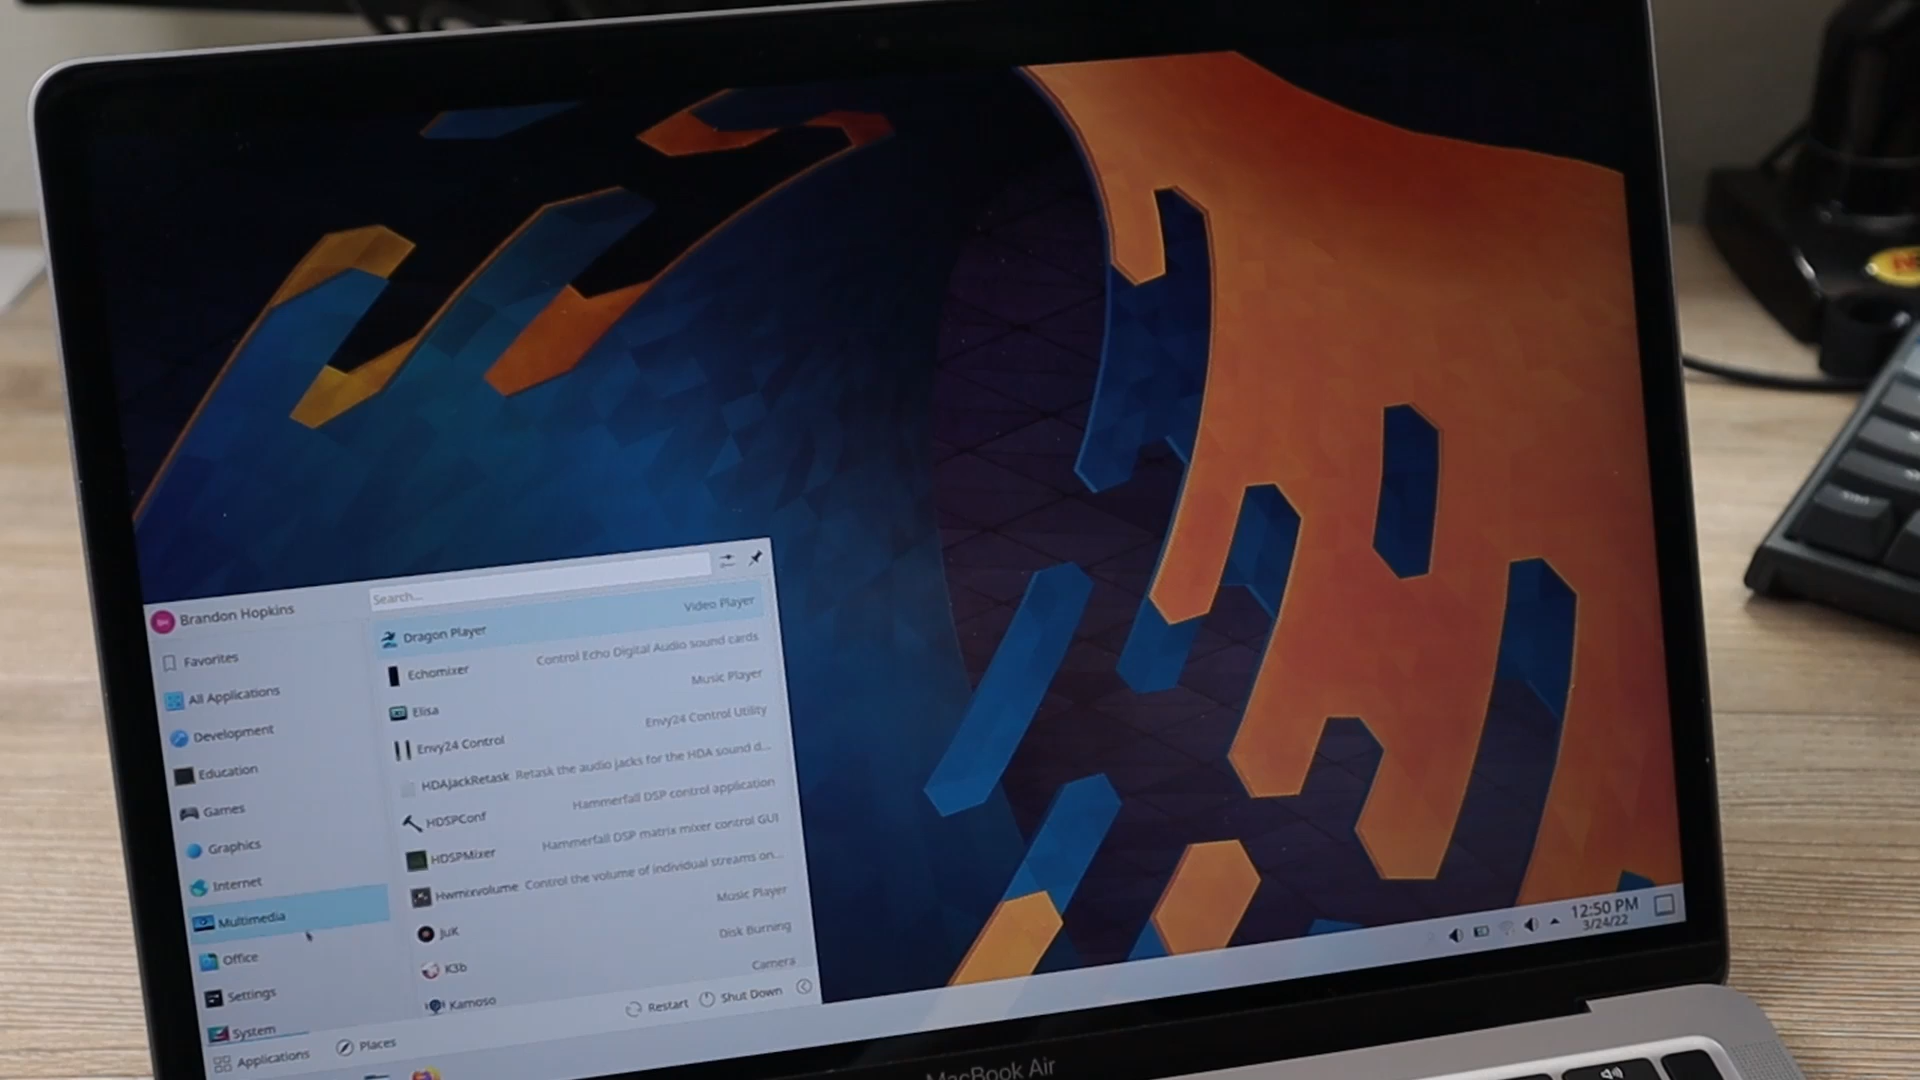 Brandon Hopkins
Search...
Favorites
All Applications
Development
Education
Games
Graphics
Internet
Multimedia
Office
Settings
System
Dragon Player Video Player
Echomixer Control Echo Digital Audio sound cards
Elisa Music Player
Envy24 Control Envy24 Control Utility
HDAJackRetask Retask the audio jacks for the HDA sound d...
HDSPConf Hammerfall DSP control application
HDSPMixer Hammerfall DSP matrix mixer control GUI
Hwmixvolume Control the volume of individual streams on...
JuK Music Player
K3b Disk Burning
Kamoso Camera
Applications
Places
Restart
Shut Down
12:50 PM
3/24/22
MacBook Air